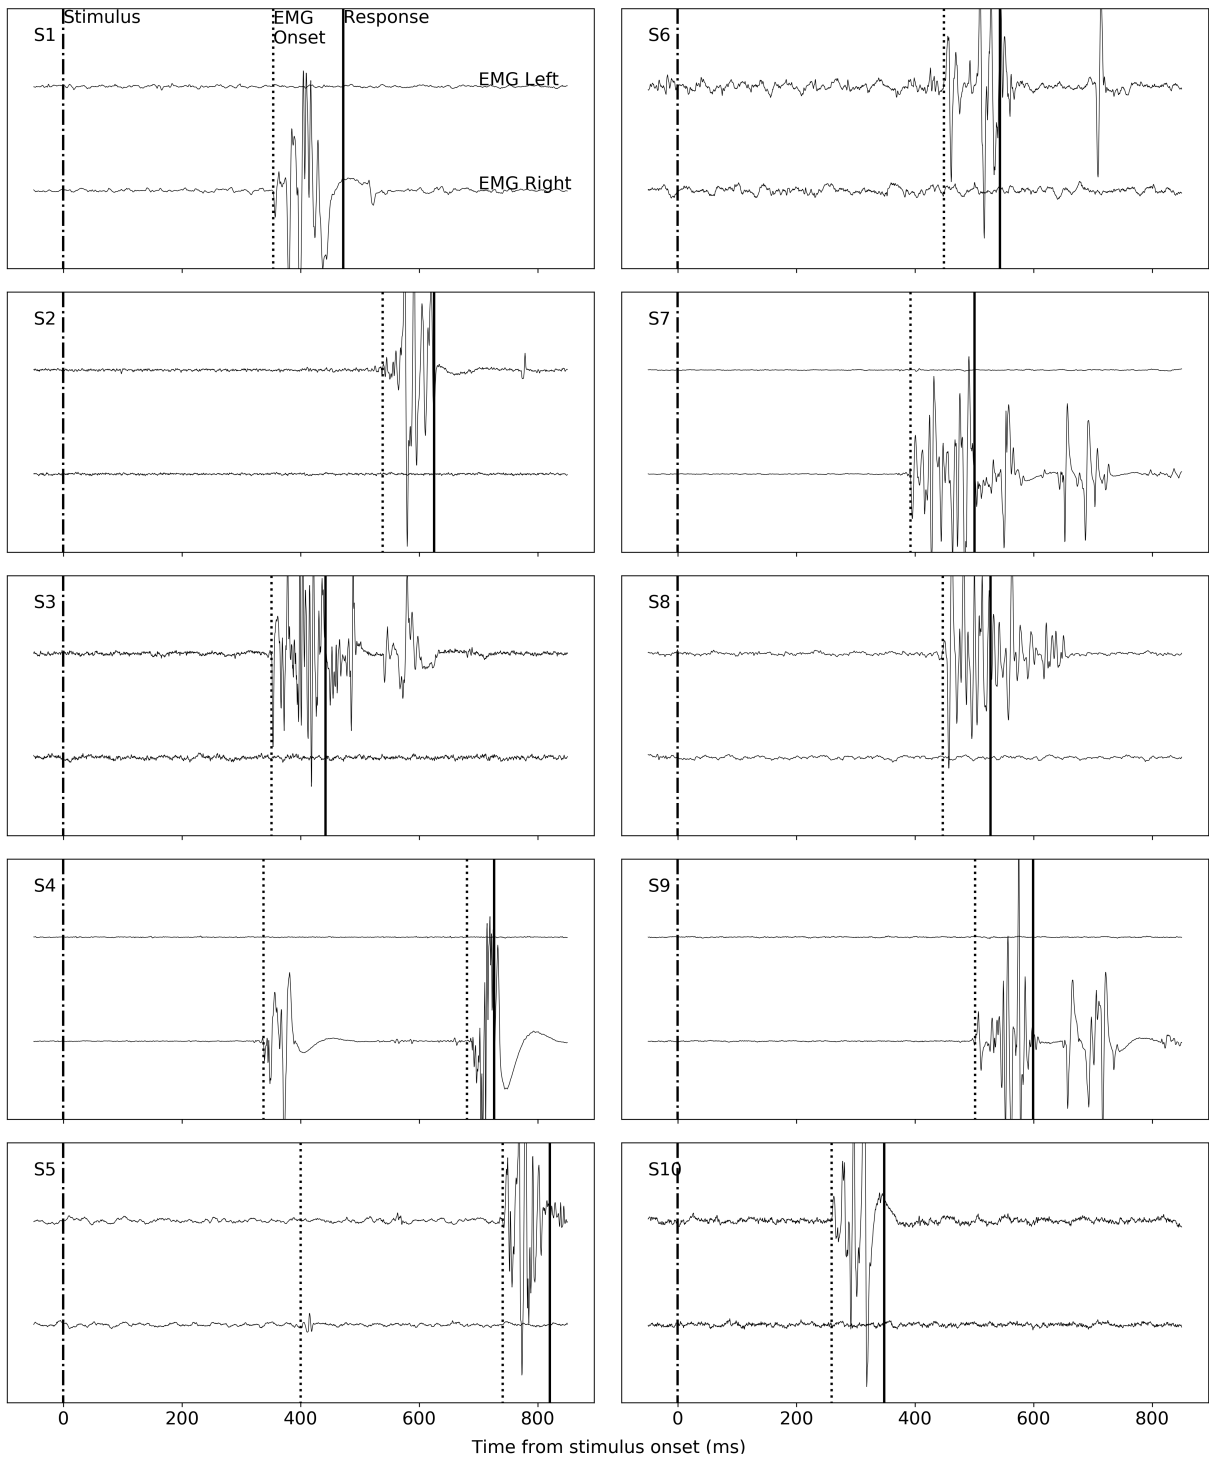 Stimulus
EMG
Onset
Response
S1
EMG Left
EMG Right
S6
S2
S7
S3
S8
S4
S9
S5
S10
0 200 400 600 800
0 200 400 600 800
Time from stimulus onset (ms)